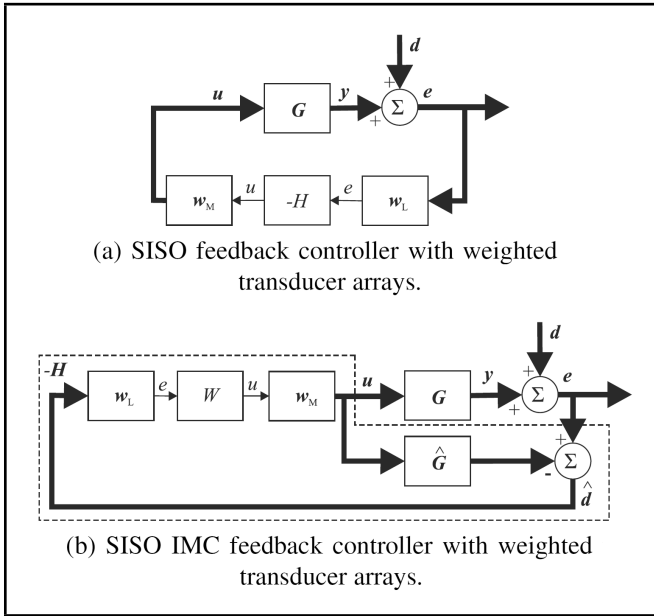 d
u G y + Σ e
+
w_M u -H e w_L
(a) SISO feedback controller with weighted
transducer arrays.
d
-H w_L e W u w_M u G y + Σ e
+
Ĝ + Σ
-
d̂
(b) SISO IMC feedback controller with weighted
transducer arrays.